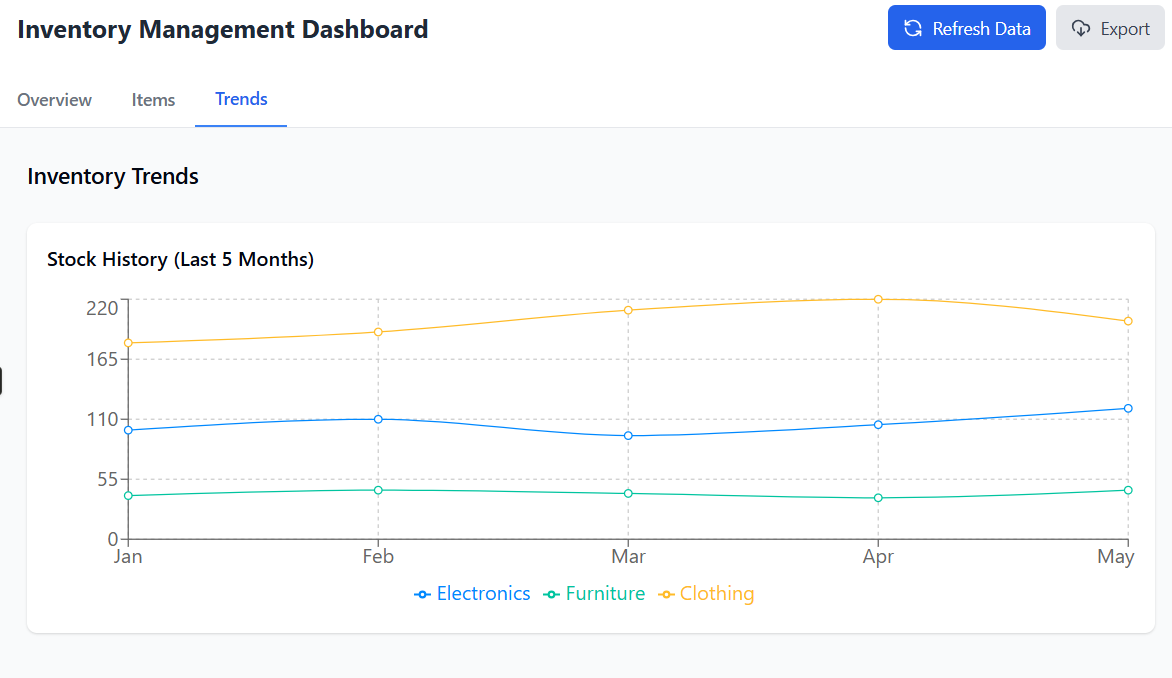 Inventory Management Dashboard
Refresh Data
Export
Overview
Items
Trends
Inventory Trends
Stock History (Last 5 Months)
220
165
110
55
0
Jan
Feb
Mar
Apr
May
Electronics
Furniture
Clothing